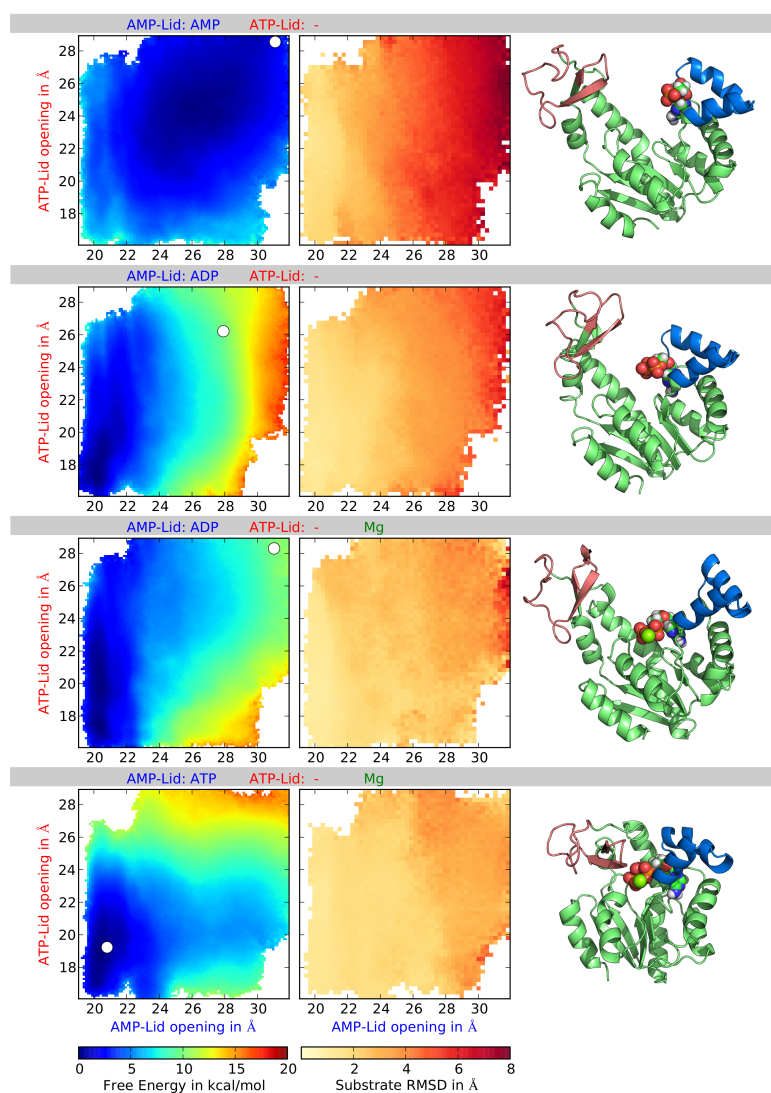 AMP-Lid: AMP ATP-Lid: -
ATP-Lid opening in Å
28
26
24
22
20
18
20 22 24 26 28 30
20 22 24 26 28 30
AMP-Lid: ADP ATP-Lid: -
ATP-Lid opening in Å
28
26
24
22
20
18
20 22 24 26 28 30
20 22 24 26 28 30
AMP-Lid: ADP ATP-Lid: - Mg
ATP-Lid opening in Å
28
26
24
22
20
18
20 22 24 26 28 30
20 22 24 26 28 30
AMP-Lid: ATP ATP-Lid: - Mg
ATP-Lid opening in Å
28
26
24
22
20
18
20 22 24 26 28 30
20 22 24 26 28 30
AMP-Lid opening in Å
AMP-Lid opening in Å
0 5 10 15 20
Free Energy in kcal/mol
2 4 6 8
Substrate RMSD in Å